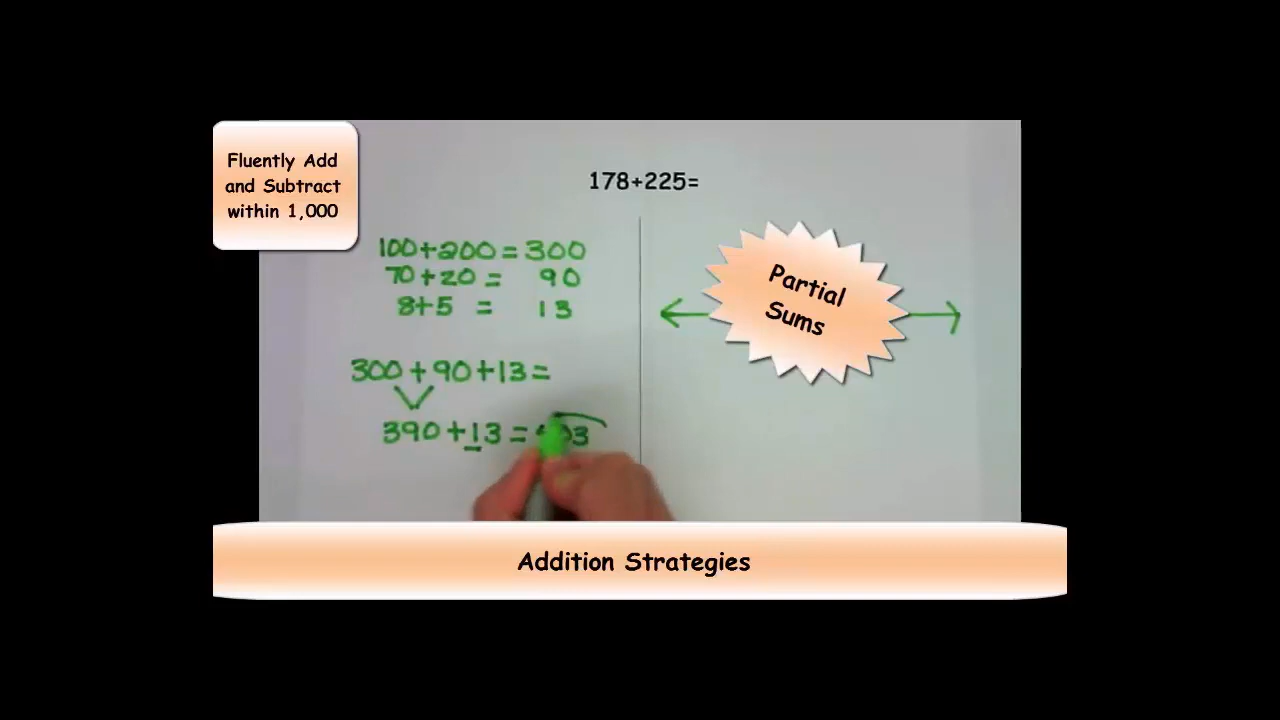 Fluently Add
and Subtract
within 1,000
178+225=
100+200=300
70+20= 90
8+5 = 13
300+90+13=
390+13=
Partial
Sums
Addition Strategies